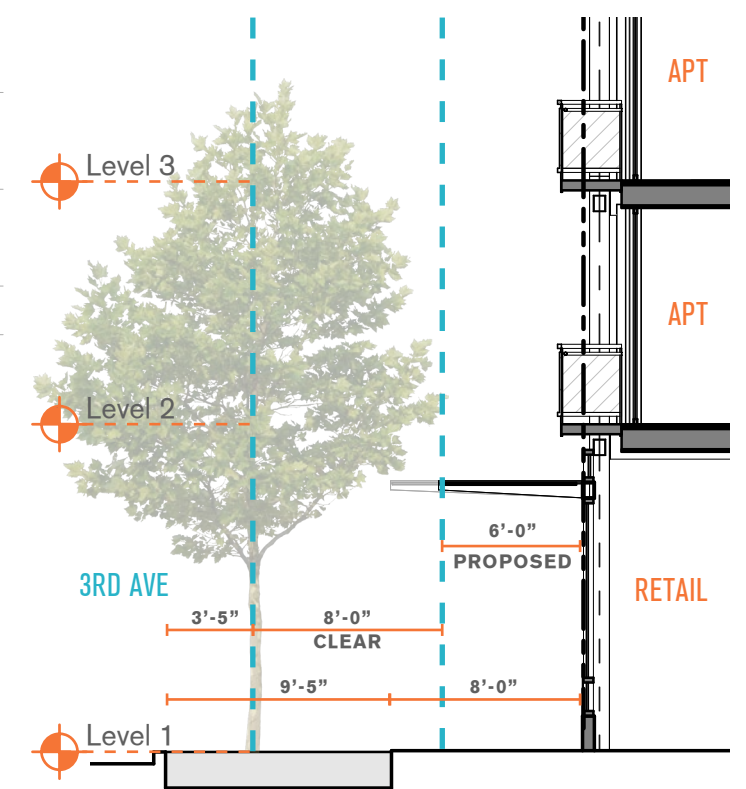 APT
Level 3
APT
Level 2
6’-0”
PROPOSED
3RD AVE
RETAIL
3’-5”
8’-0”
CLEAR
9’-5”
8’-0”
Level 1